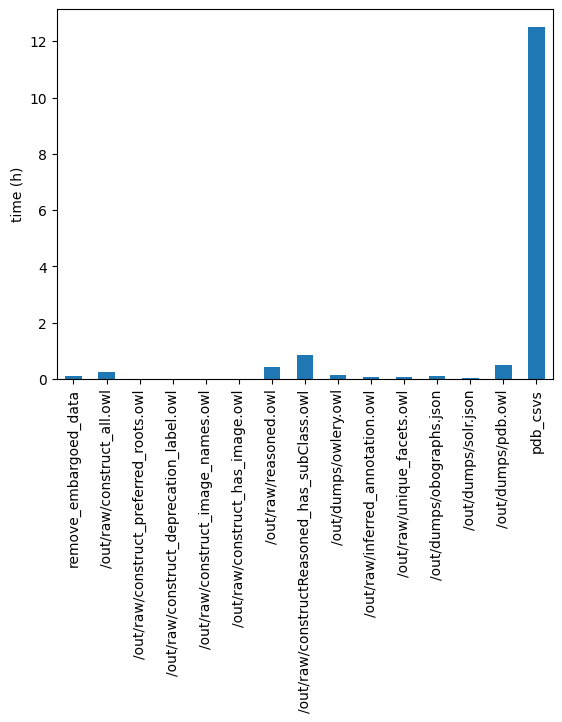 time (h)
12
10
8
6
4
2
0
remove_embargoed_data
/out/raw/construct_all.owl
/out/raw/construct_preferred_roots.owl
/out/raw/construct_deprecation_label.owl
/out/raw/construct_image_names.owl
/out/raw/construct_has_image.owl
/out/raw/reasoned.owl
/out/raw/constructReasoned_has_subClass.owl
/out/dumps/owlery.owl
/out/raw/inferred_annotation.owl
/out/raw/unique_facets.owl
/out/dumps/obographs.json
/out/dumps/solr.json
/out/dumps/pdb.owl
pdb_csvs